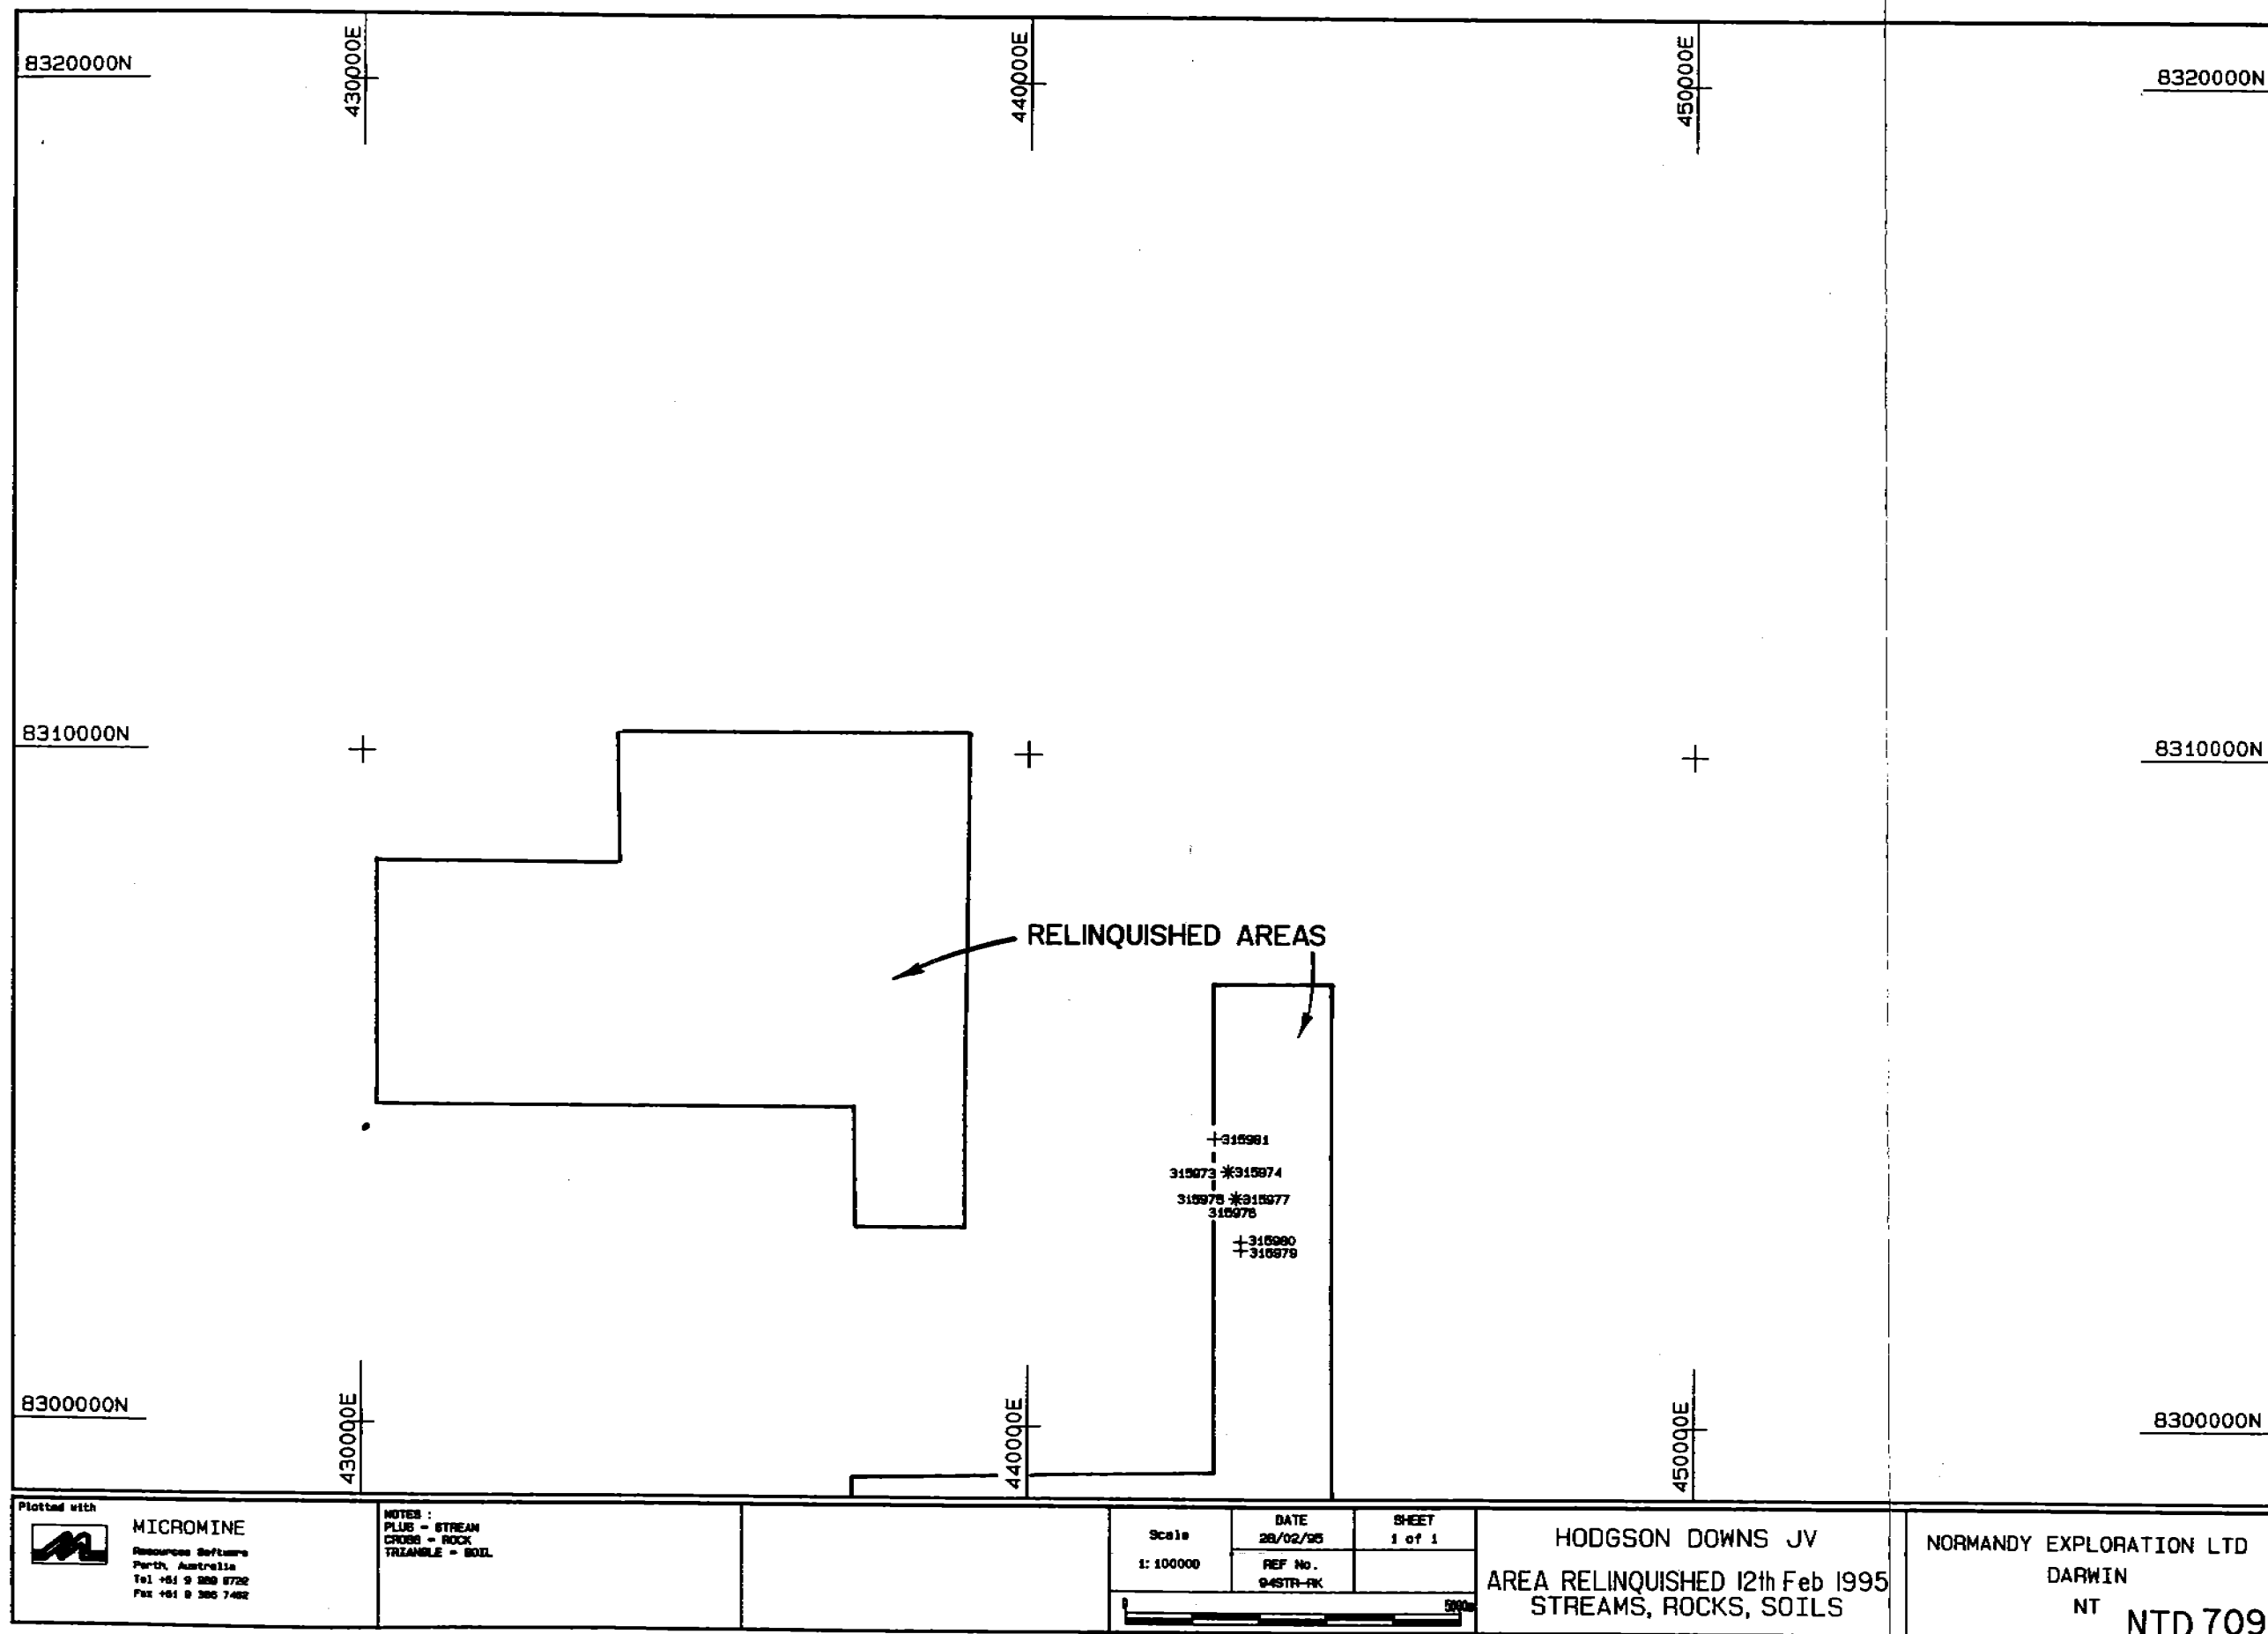 430000E
440000E
450000E
8320000N
8320000N
8310000N
8310000N
RELINQUISHED AREAS
315981
315973 315974
315975 315977
315976
315980
315979
8300000N
430000E
440000E
450000E
8300000N
Plotted with
MICROMINE
Resources Software
Perth, Australia
NOTES :
PLUS = STREAM
CROSS = ROCK
TRIANGLE = SOIL
Scale
1: 100000
DATE
28/02/95
SHEET
1 of 1
REF No.
94STR-RK
0 5000m
HODGSON DOWNS JV
AREA RELINQUISHED 12th Feb 1995
STREAMS, ROCKS, SOILS
NORMANDY EXPLORATION LTD
DARWIN
NT
NTD 709